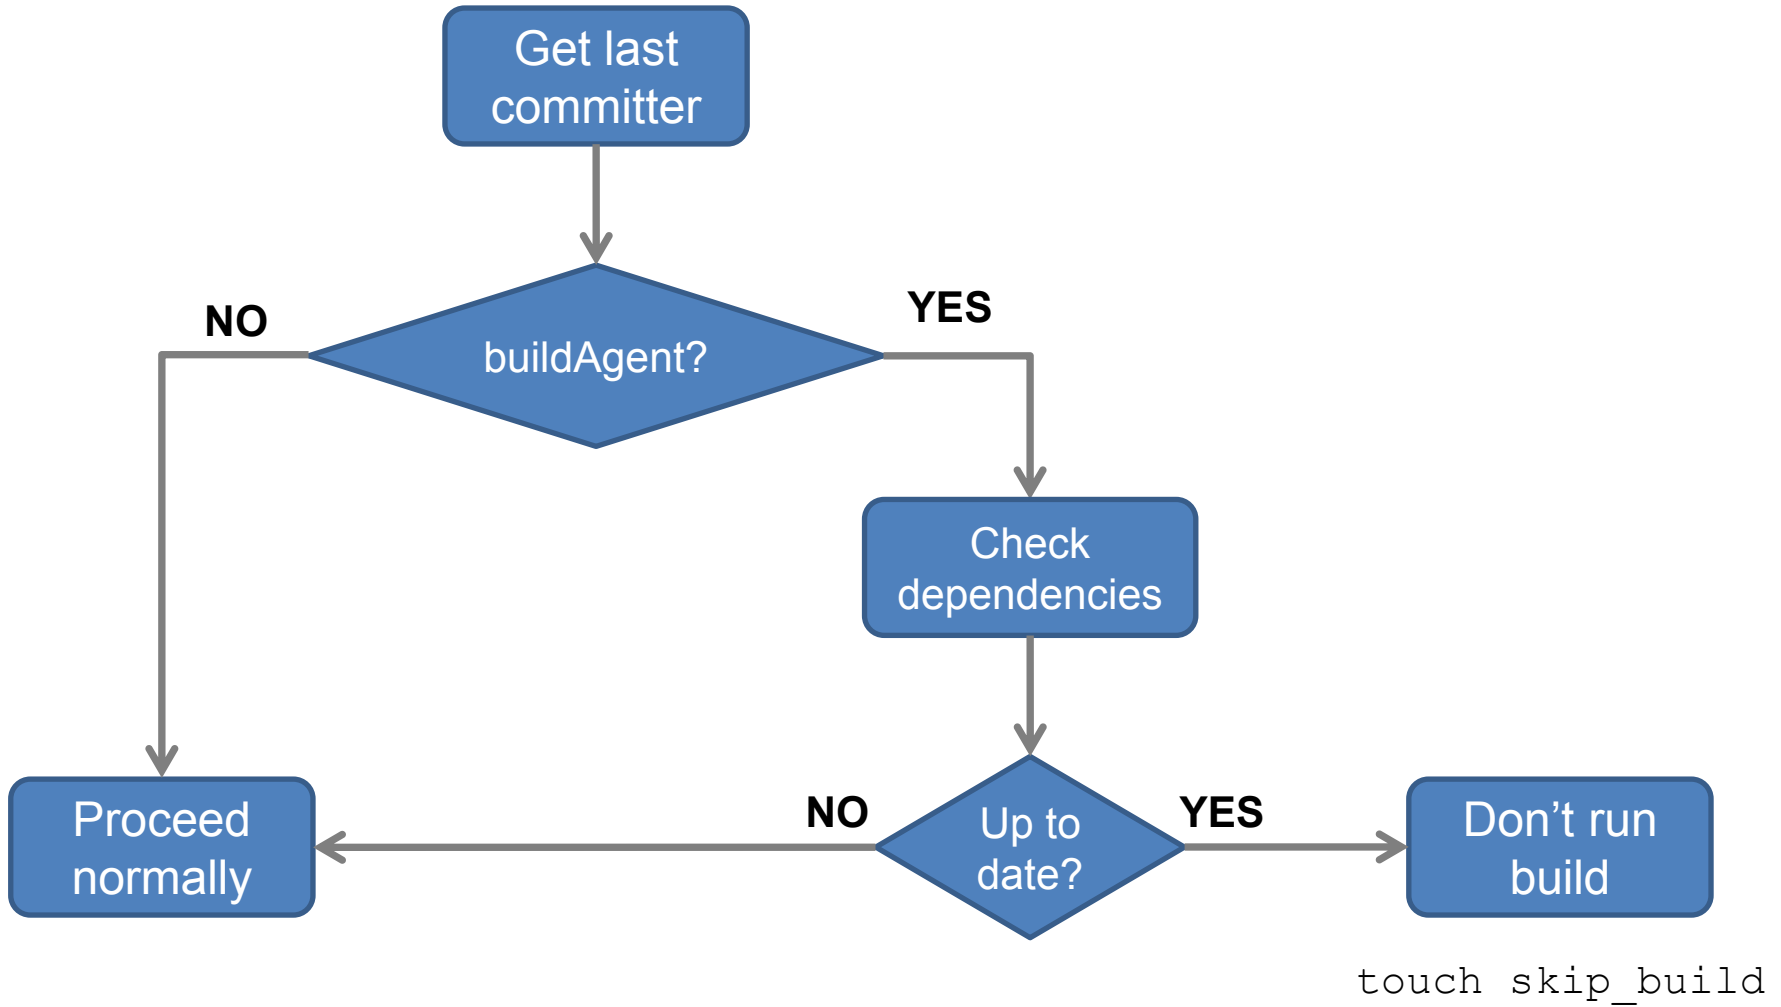 Get last
committer
NO
YES
buildAgent?
Check
dependencies
Proceed
normally
NO
Up to
date?
YES
Don’t run
build
touch skip_build